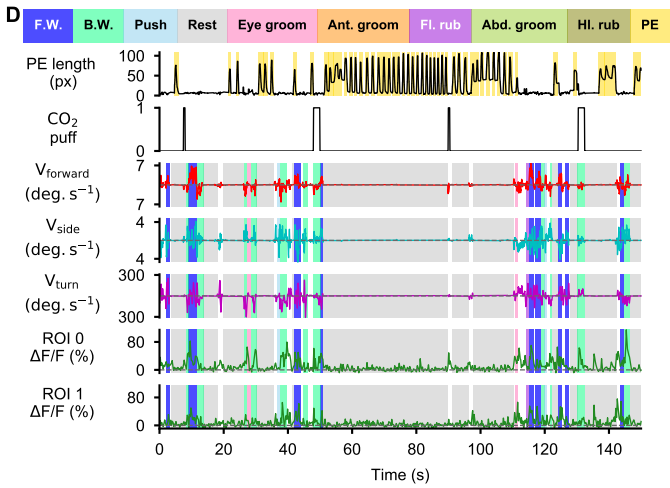 D
F.W. B.W. Push Rest Eye groom Ant. groom Fl. rub Abd. groom Hl. rub PE
PE length
(px)
100
50
0
CO2
puff
1
0
Vforward
(deg. s−1)
7
7
Vside
(deg. s−1)
4
4
Vturn
(deg. s−1)
300
300
ROI 0
ΔF/F (%)
80
0
ROI 1
ΔF/F (%)
80
0
0 20 40 60 80 100 120 140
Time (s)